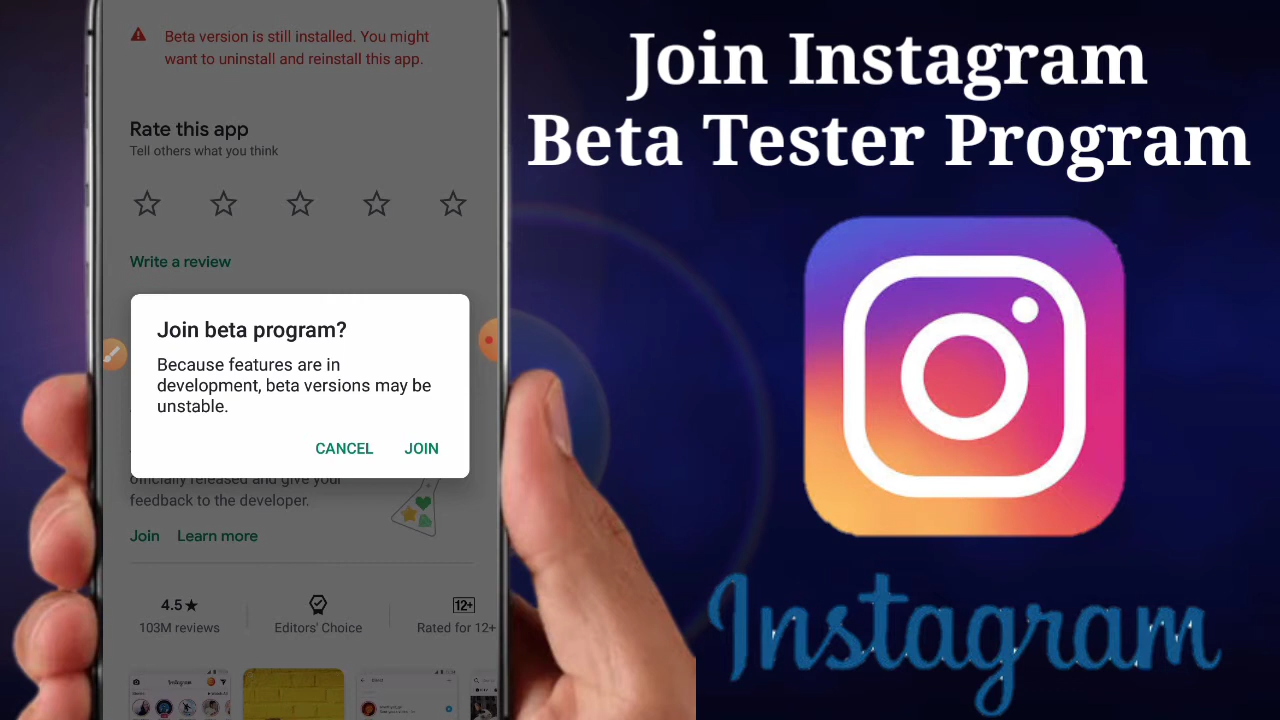 Beta version is still installed. You might
want to uninstall and reinstall this app.
Rate this app
Tell others what you think
Write a review
Join beta program?
Because features are in
development, beta versions may be
unstable.
CANCEL JOIN
officially released and give your
feedback to the developer.
Join Learn more
4.5★
103M reviews
Editors' Choice
12+
Rated for 12+
Instagram
Join Instagram
Beta Tester Program
Instagram